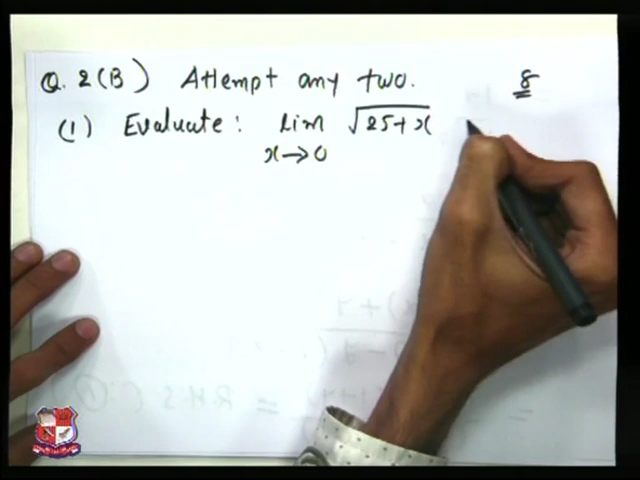 Q. 2 (B) Attempt any two. 8
(1) Evaluate : Lim √25+x
x→0